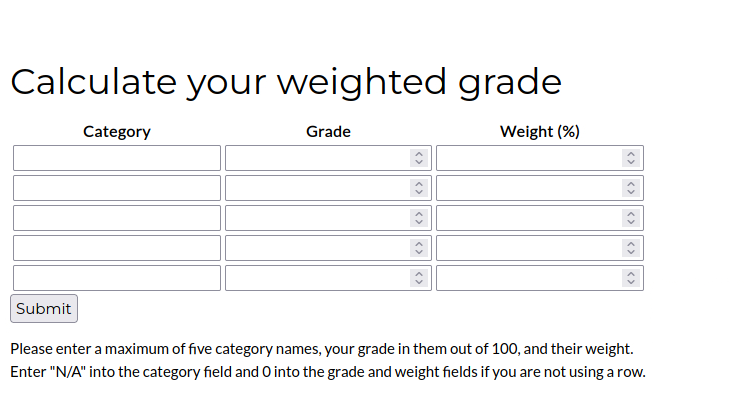 Calculate your weighted grade
Category Grade Weight (%)
Submit
Please enter a maximum of five category names, your grade in them out of 100, and their weight.
Enter "N/A" into the category field and 0 into the grade and weight fields if you are not using a row.